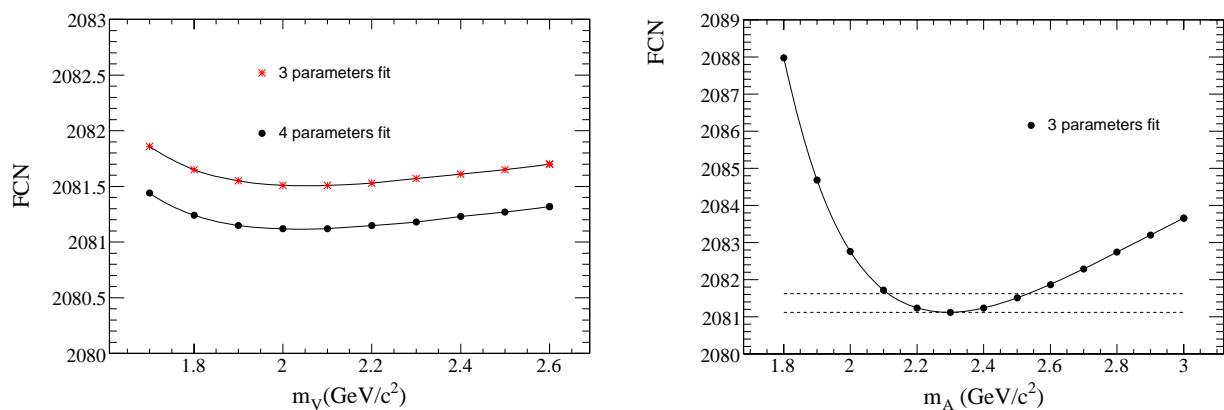 FCN
2083
2082.5
2082
2081.5
2081
2080.5
2080
3 parameters fit
4 parameters fit
1.8 2 2.2 2.4 2.6
m_V(GeV/c²)
FCN
2089
2088
2087
2086
2085
2084
2083
2082
2081
2080
3 parameters fit
1.8 2 2.2 2.4 2.6 2.8 3
m_A (GeV/c²)